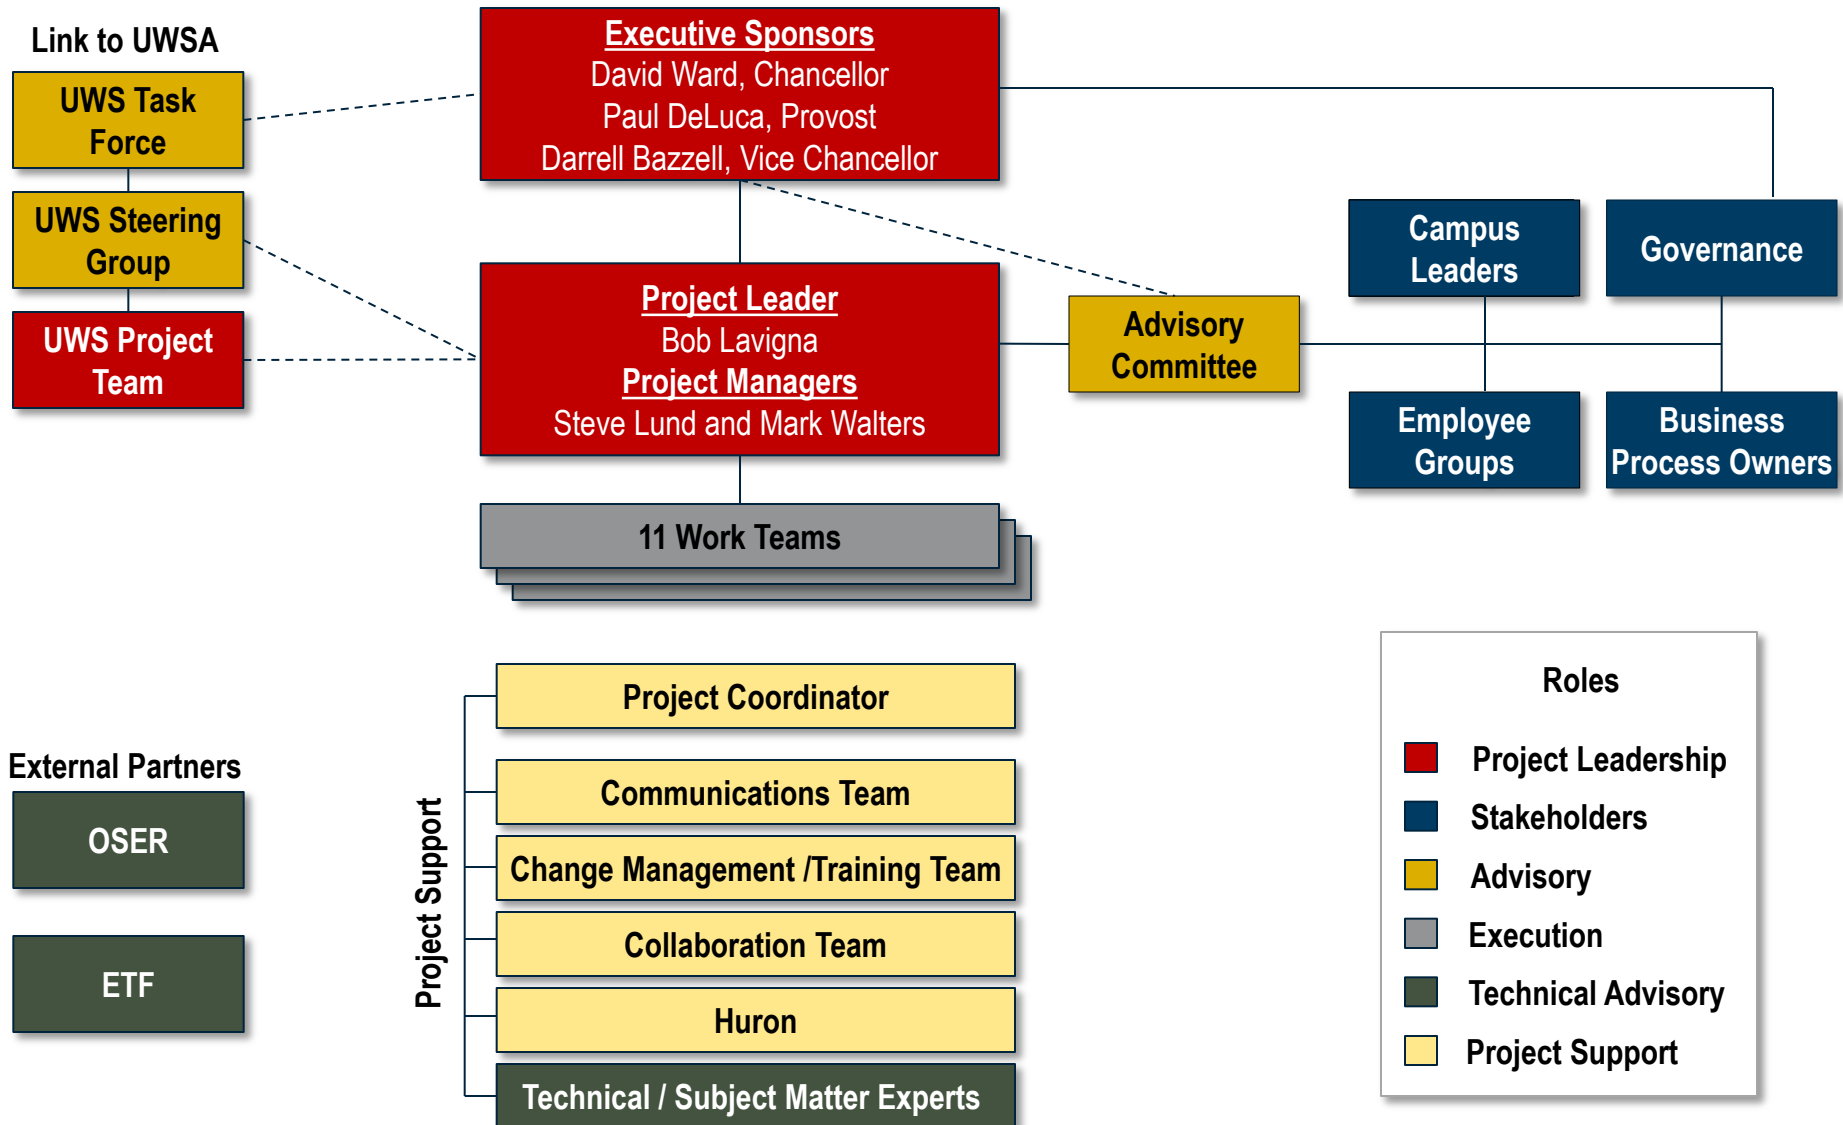 Link to UWSA
UWS Task
Force
UWS Steering
Group
UWS Project
Team
Executive Sponsors
David Ward, Chancellor
Paul DeLuca, Provost
Darrell Bazzell, Vice Chancellor
Project Leader
Bob Lavigna
Project Managers
Steve Lund and Mark Walters
11 Work Teams
Advisory
Committee
Campus
Leaders
Governance
Employee
Groups
Business
Process Owners
External Partners
OSER
ETF
Project Support
Project Coordinator
Communications Team
Change Management /Training Team
Collaboration Team
Huron
Technical / Subject Matter Experts
Roles
Project Leadership
Stakeholders
Advisory
Execution
Technical Advisory
Project Support